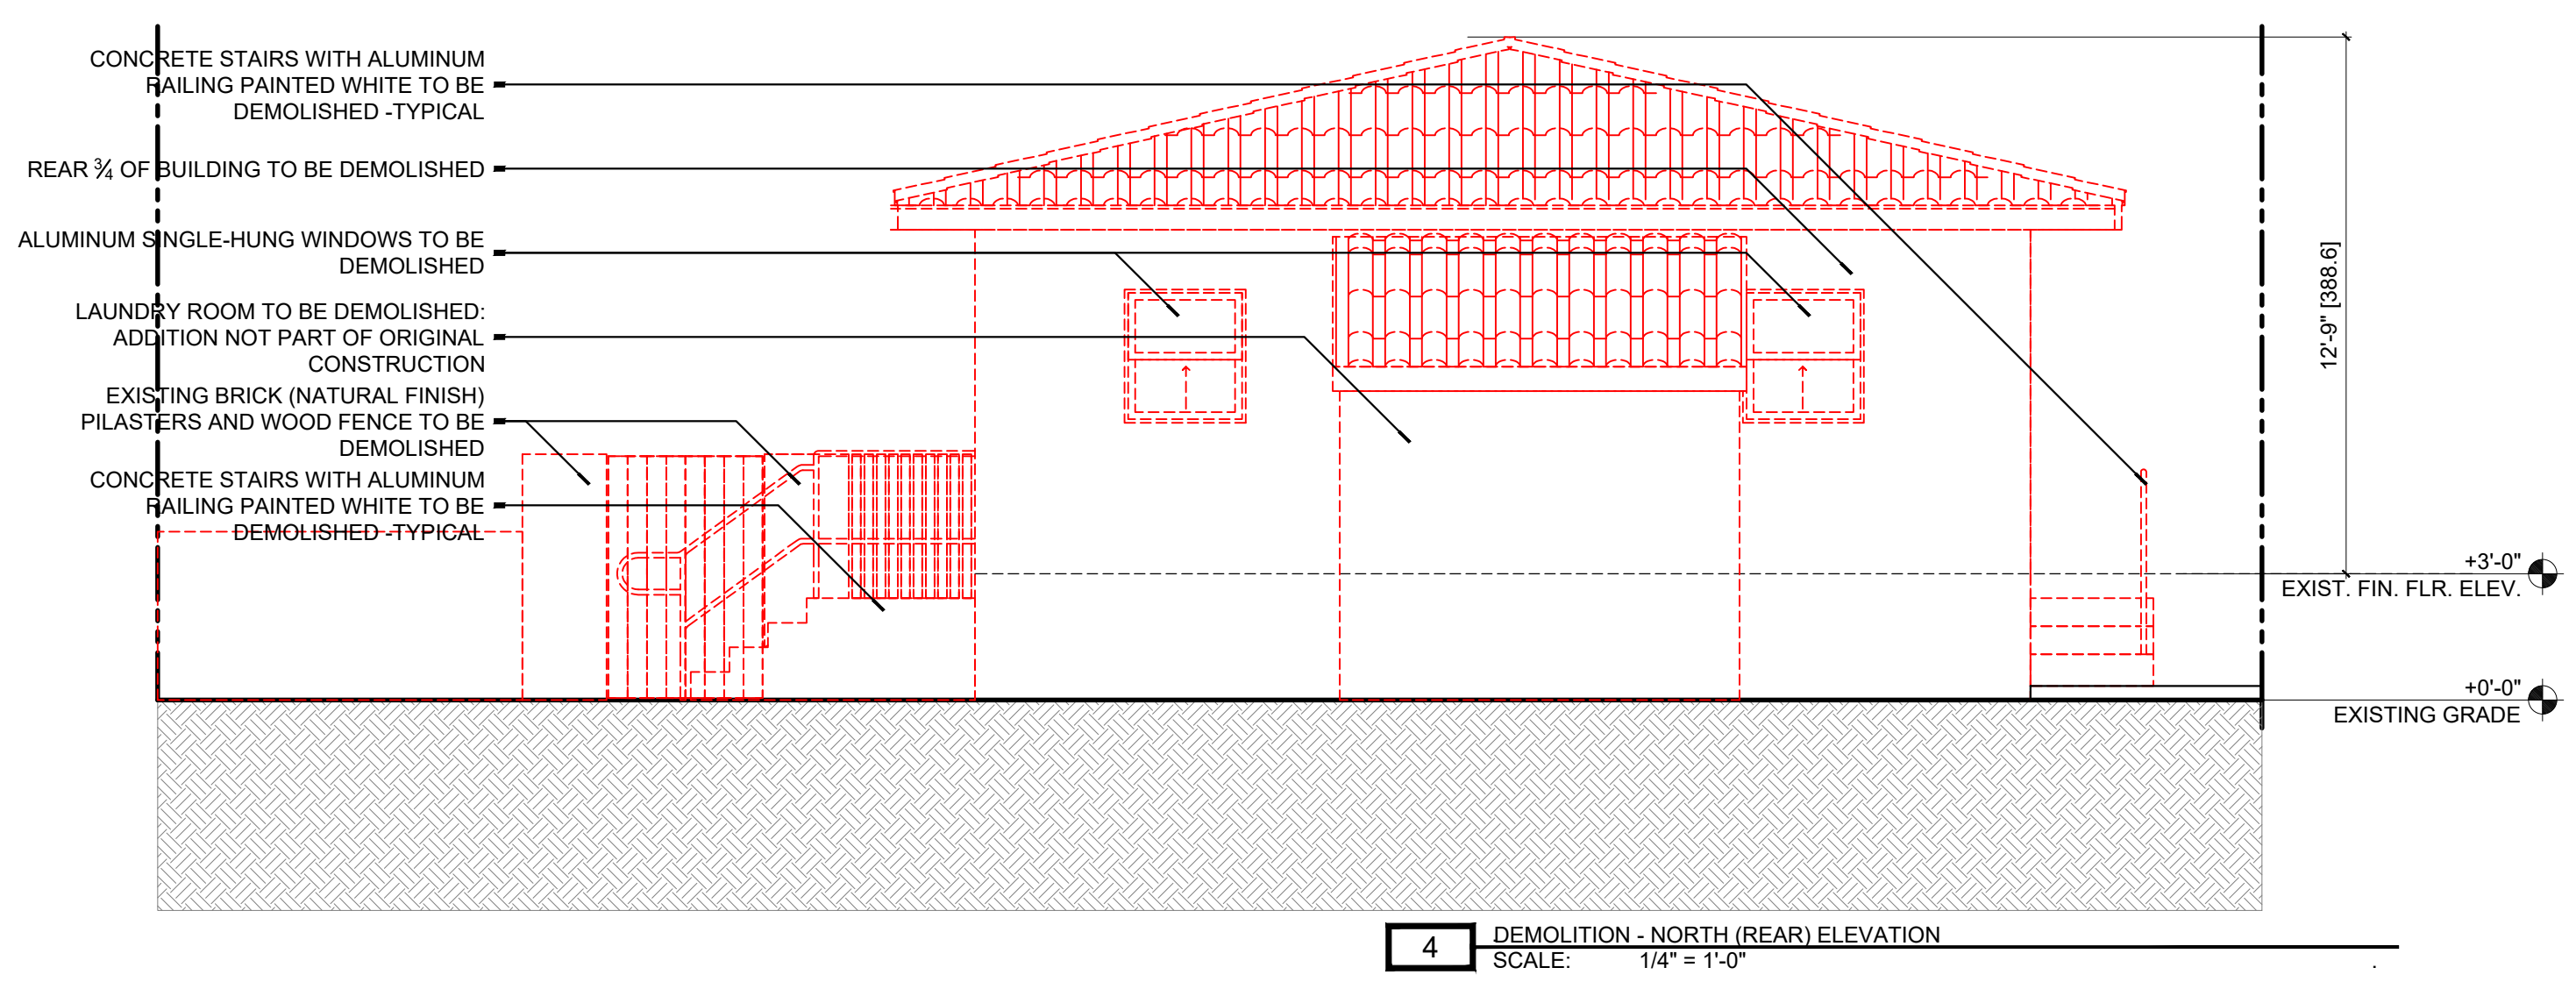 CONCRETE STAIRS WITH ALUMINUM
RAILING PAINTED WHITE TO BE
DEMOLISHED -TYPICAL
REAR ¾ OF BUILDING TO BE DEMOLISHED
ALUMINUM SINGLE-HUNG WINDOWS TO BE
DEMOLISHED
LAUNDRY ROOM TO BE DEMOLISHED:
ADDITION NOT PART OF ORIGINAL
CONSTRUCTION
EXISTING BRICK (NATURAL FINISH)
PILASTERS AND WOOD FENCE TO BE
DEMOLISHED
CONCRETE STAIRS WITH ALUMINUM
RAILING PAINTED WHITE TO BE
DEMOLISHED -TYPICAL
12'-9" [388.6]
+3'-0"
EXIST. FIN. FLR. ELEV.
+0'-0"
EXISTING GRADE
4
DEMOLITION - NORTH (REAR) ELEVATION
SCALE: 1/4" = 1'-0"